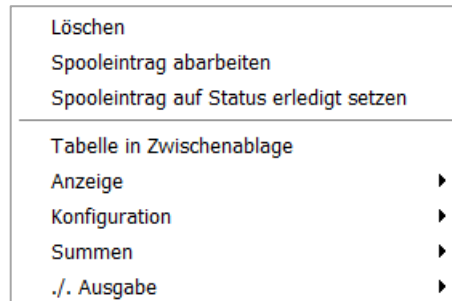 Löschen
Spooleintrag abarbeiten
Spooleintrag auf Status erledigt setzen
Tabelle in Zwischenablage
Anzeige
Konfiguration
Summen
./. Ausgabe